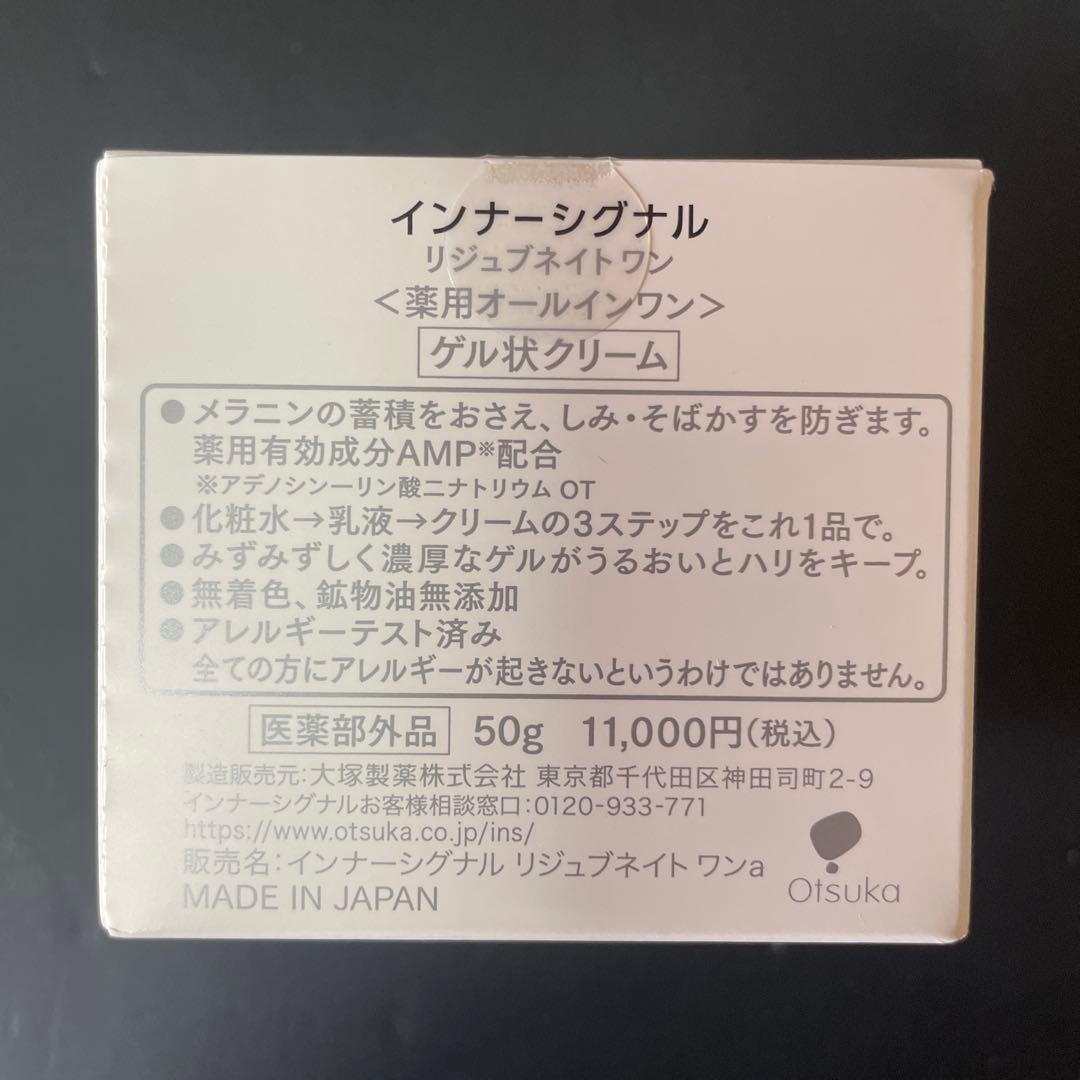 インナーシグナル
リジュブネイト ワン
＜薬用オールインワン＞
ゲル状クリーム
●メラニンの蓄積をおさえ、しみ・そばかすを防ぎます。
薬用有効成分AMP※配合
※アデノシン一リン酸二ナトリウム OT
●化粧水→乳液→クリームの3ステップをこれ1品で。
●みずみずしく濃厚なゲルがうるおいとハリをキープ。
●無着色、鉱物油無添加
●アレルギーテスト済み
全ての方にアレルギーが起きないというわけではありません。
医薬部外品 50g 11,000円（税込）
製造販売元：大塚製薬株式会社 東京都千代田区神田司町2-9
インナーシグナルお客様相談窓口：0120-933-771
https://www.otsuka.co.jp/ins/
販売名：インナーシグナル リジュブネイト ワンa
MADE IN JAPAN
Otsuka